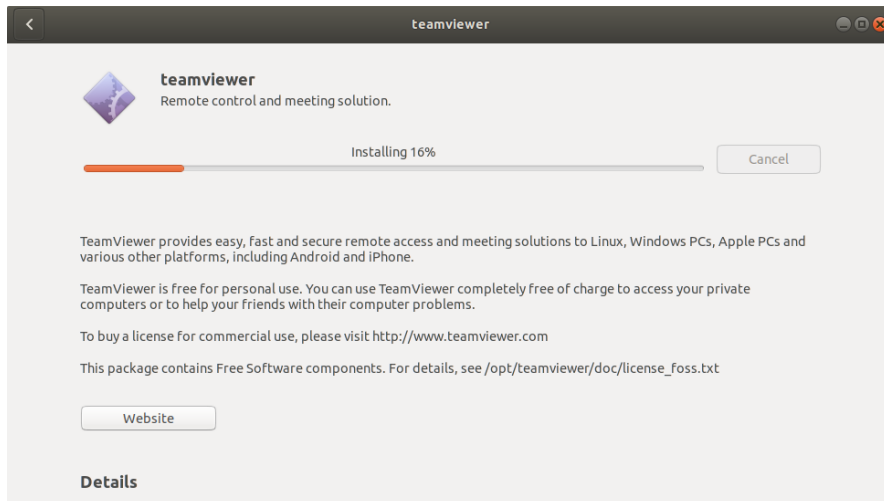 teamviewer
teamviewer
Remote control and meeting solution.
Installing 16%
Cancel
TeamViewer provides easy, fast and secure remote access and meeting solutions to Linux, Windows PCs, Apple PCs and
various other platforms, including Android and iPhone.
TeamViewer is free for personal use. You can use TeamViewer completely free of charge to access your private
computers or to help your friends with their computer problems.
To buy a license for commercial use, please visit http://www.teamviewer.com
This package contains Free Software components. For details, see /opt/teamviewer/doc/license_foss.txt
Website
Details